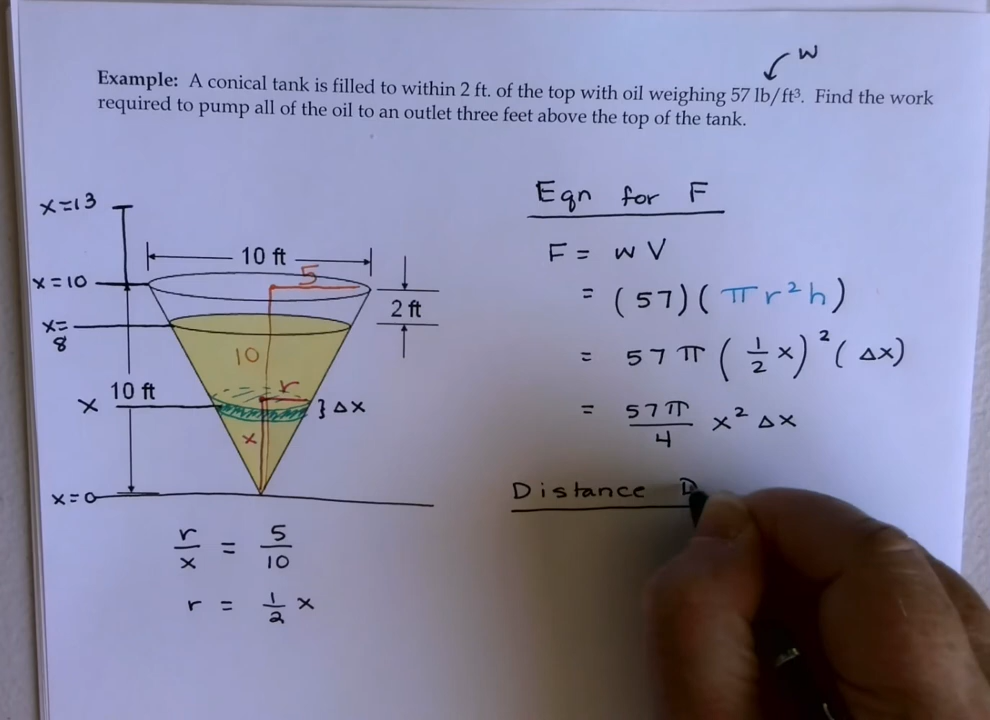 w
Example: A conical tank is filled to within 2 ft. of the top with oil weighing 57 lb/ft³. Find the work
required to pump all of the oil to an outlet three feet above the top of the tank.
x=13
10 ft
5
x=10
2 ft
x=
8
10
10 ft
r
x
} Δx
x
x=0
r/x = 5/10
r = 1/2 x
Eqn for F
F = w V
= (57)(πr²h)
= 57π(1/2 x)²(Δx)
= 57π/4 x² Δx
Distance D